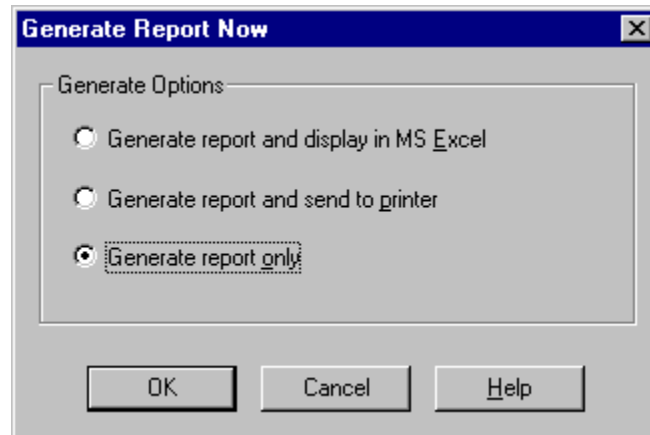 Generate Report Now
Generate Options
Generate report and display in MS Excel
Generate report and send to printer
Generate report only
OK Cancel Help